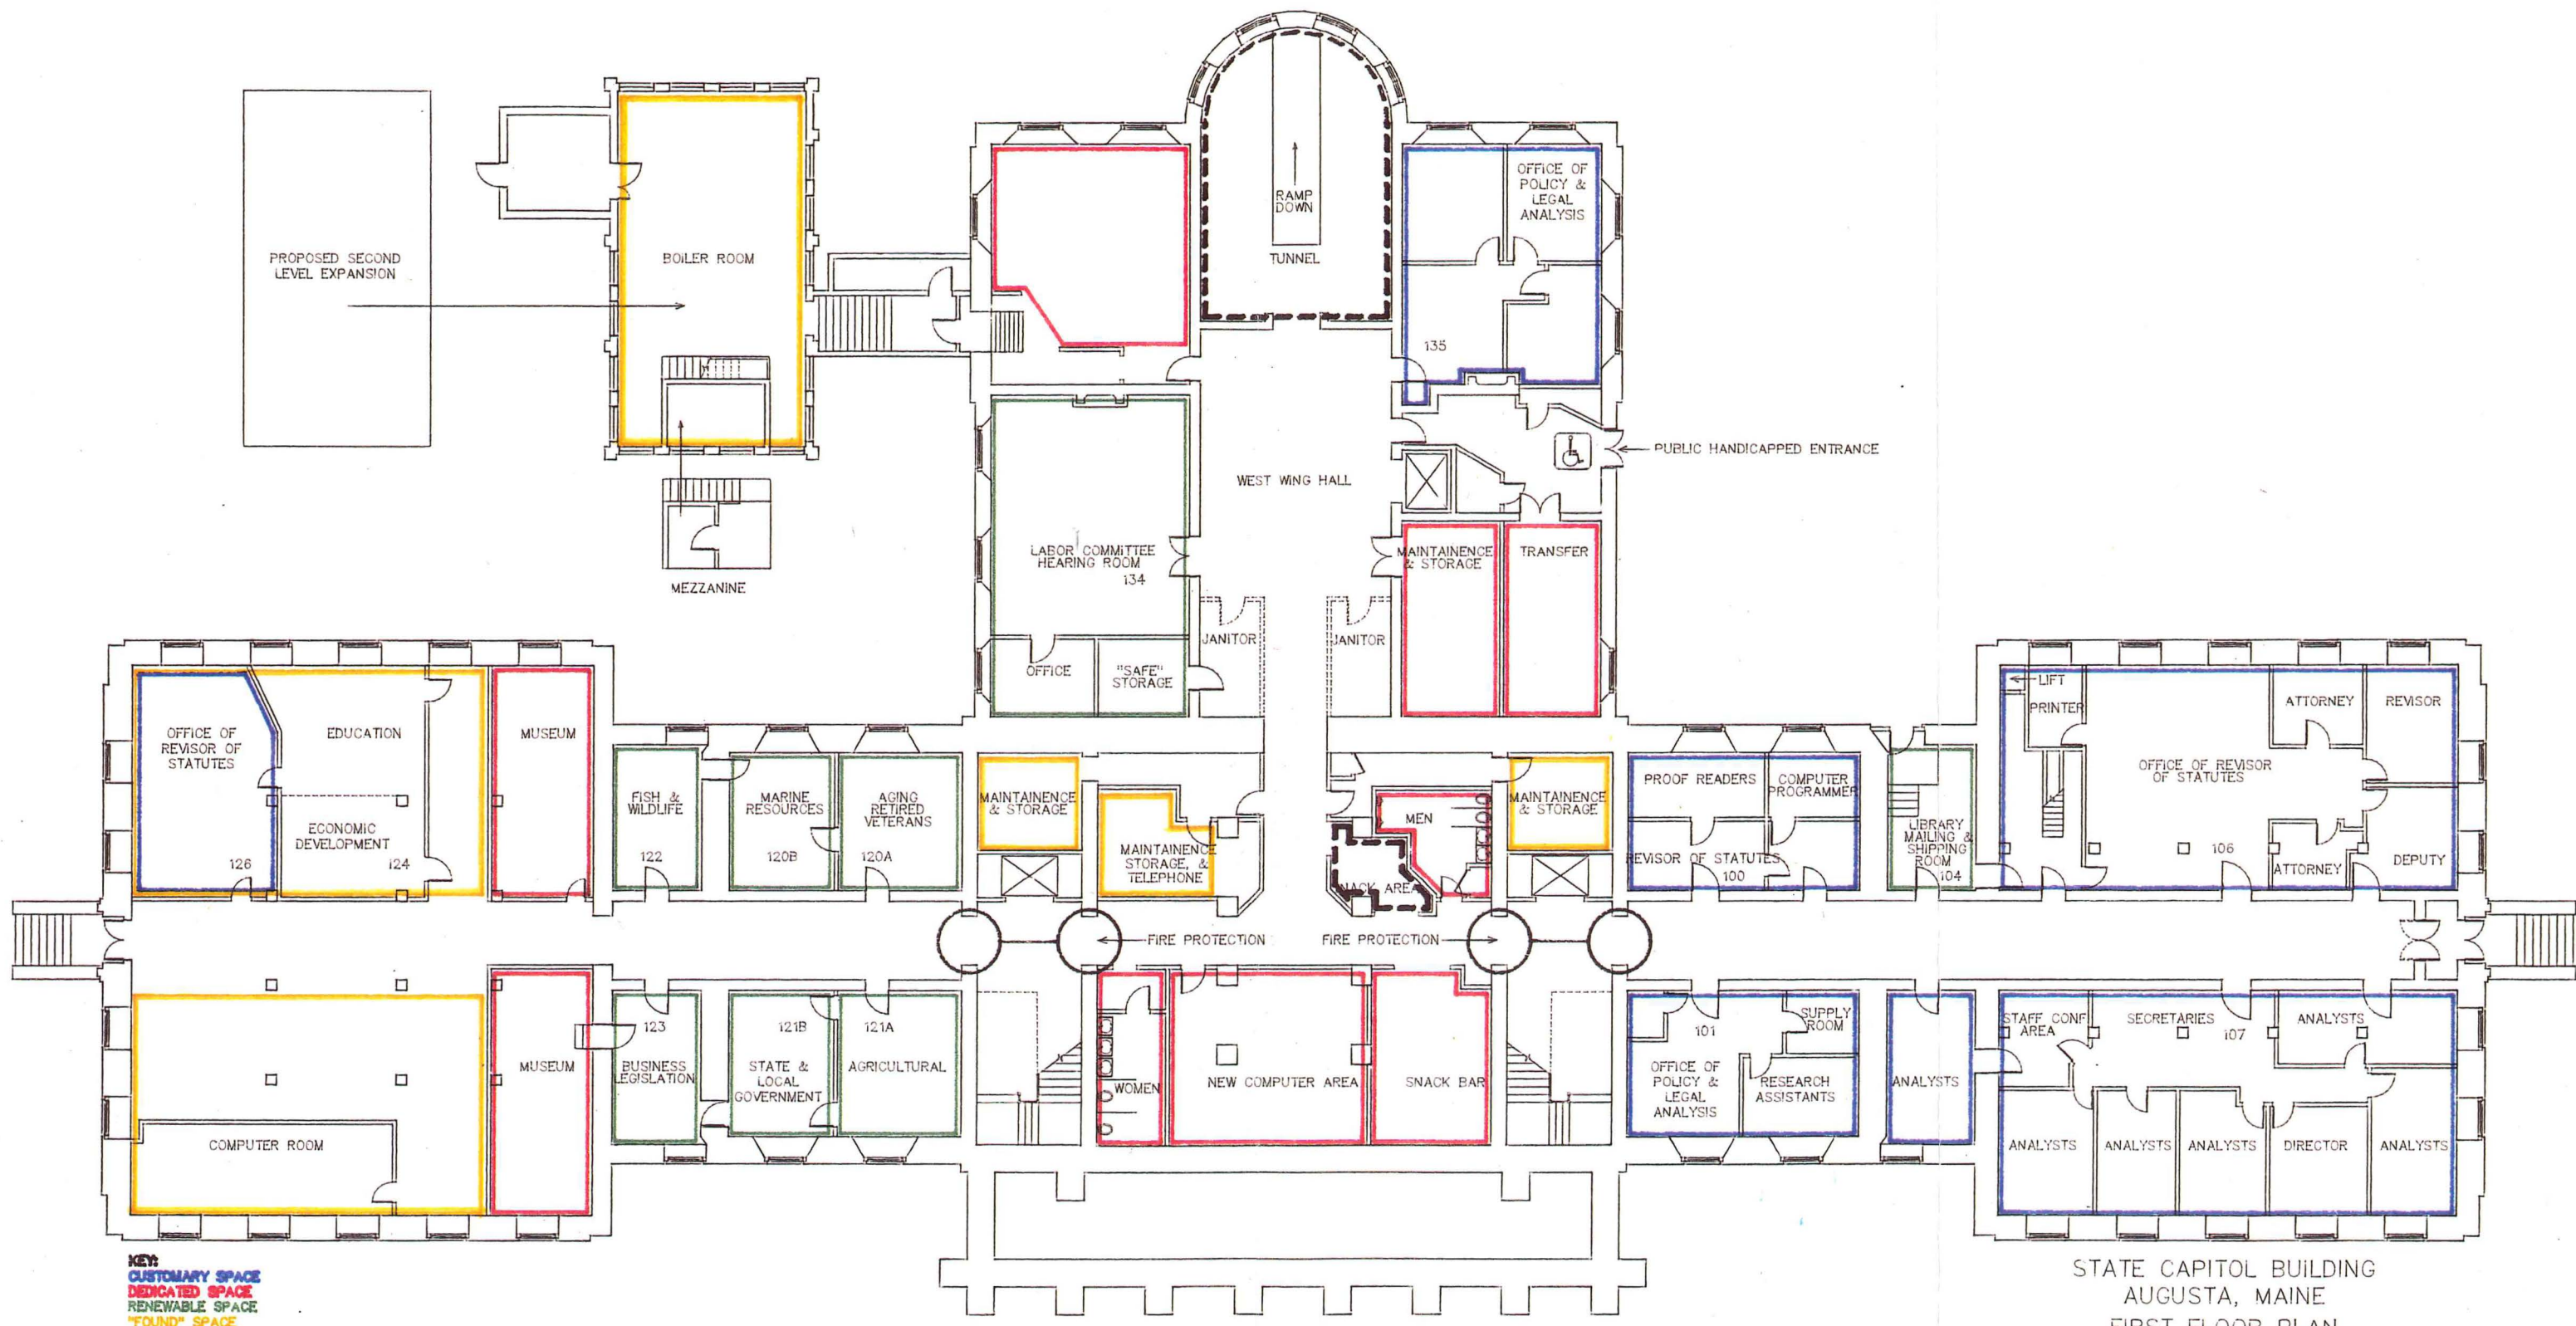 PROPOSED SECOND
LEVEL EXPANSION
BOILER ROOM
MEZZANINE
RAMP
DOWN
TUNNEL
OFFICE OF
POLICY &
LEGAL
ANALYSIS
135
PUBLIC HANDICAPPED ENTRANCE
WEST WING HALL
LABOR COMMITTEE
HEARING ROOM
134
MAINTAINENCE
& STORAGE
TRANSFER
JANITOR
JANITOR
OFFICE
"SAFE"
STORAGE
OFFICE OF
REVISOR OF
STATUTES
126
EDUCATION
ECONOMIC
DEVELOPMENT
124
MUSEUM
FISH &
WILDLIFE
122
MARINE
RESOURCES
120B
AGING
RETIRED
VETERANS
120A
MAINTAINENCE
& STORAGE
MAINTAINENCE
STORAGE, &
TELEPHONE
MEN
SNACK AREA
MAINTAINENCE
& STORAGE
PROOF READERS
COMPUTER
PROGRAMMER
REVISOR OF STATUTES
100
LIBRARY
MAILING &
SHIPPING
ROOM
104
LIFT
PRINTER
ATTORNEY
REVISOR
OFFICE OF REVISOR
OF STATUTES
106
ATTORNEY
DEPUTY
FIRE PROTECTION
FIRE PROTECTION
COMPUTER ROOM
MUSEUM
123
BUSINESS
LEGISLATION
121B
STATE &
LOCAL
GOVERNMENT
121A
AGRICULTURAL
WOMEN
NEW COMPUTER AREA
SNACK BAR
101
OFFICE OF
POLICY &
LEGAL
ANALYSIS
SUPPLY
ROOM
RESEARCH
ASSISTANTS
ANALYSTS
STAFF CONF
AREA
SECRETARIES
107
ANALYSTS
ANALYSTS
ANALYSTS
ANALYSTS
DIRECTOR
ANALYSTS
KEY:
CUSTOMARY SPACE
DEDICATED SPACE
RENEWABLE SPACE
"FOUND" SPACE
STATE CAPITOL BUILDING
AUGUSTA, MAINE
FIRST FLOOR PLAN